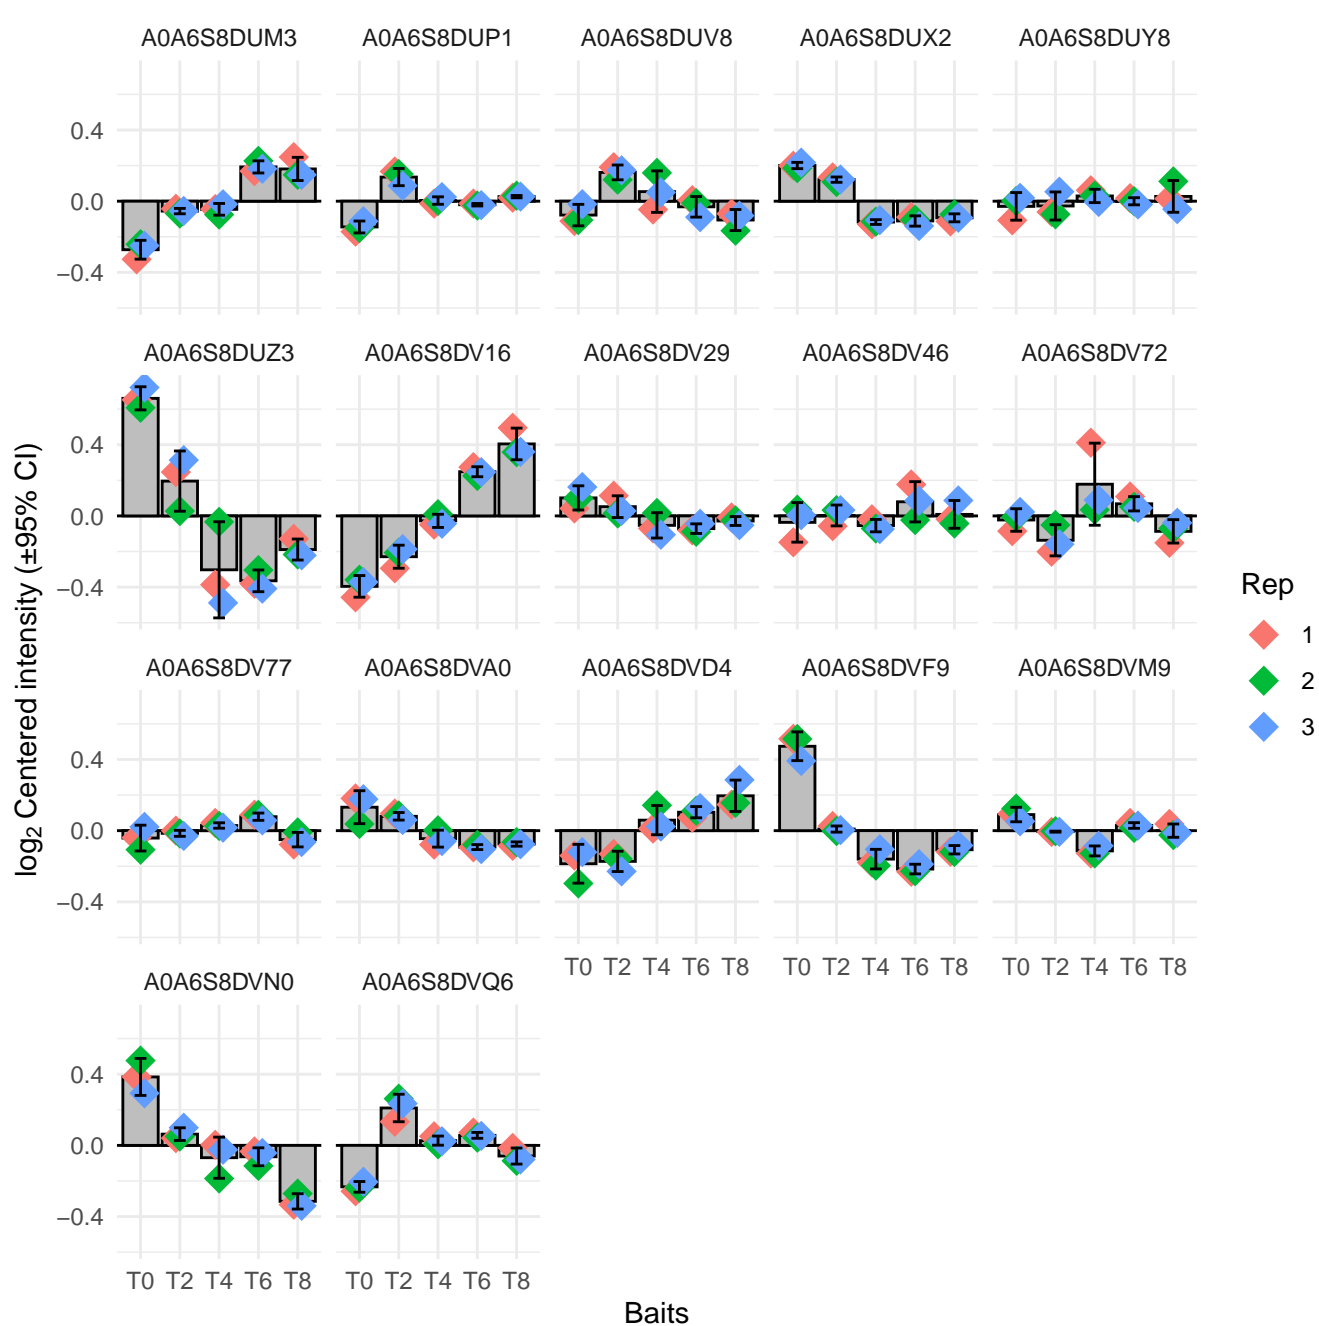 A0A6S8DUM3 A0A6S8DUP1 A0A6S8DUV8 A0A6S8DUX2 A0A6S8DUY8
0.4
0.0
−0.4
A0A6S8DUZ3 A0A6S8DV16 A0A6S8DV29 A0A6S8DV46 A0A6S8DV72
0.4
0.0
−0.4
log2 Centered intensity (±95% CI)
Rep
1
2
3
A0A6S8DV77 A0A6S8DVA0 A0A6S8DVD4 A0A6S8DVF9 A0A6S8DVM9
0.4
0.0
−0.4
T0 T2 T4 T6 T8 T0 T2 T4 T6 T8 T0 T2 T4 T6 T8
A0A6S8DVN0 A0A6S8DVQ6
0.4
0.0
−0.4
T0 T2 T4 T6 T8 T0 T2 T4 T6 T8
Baits